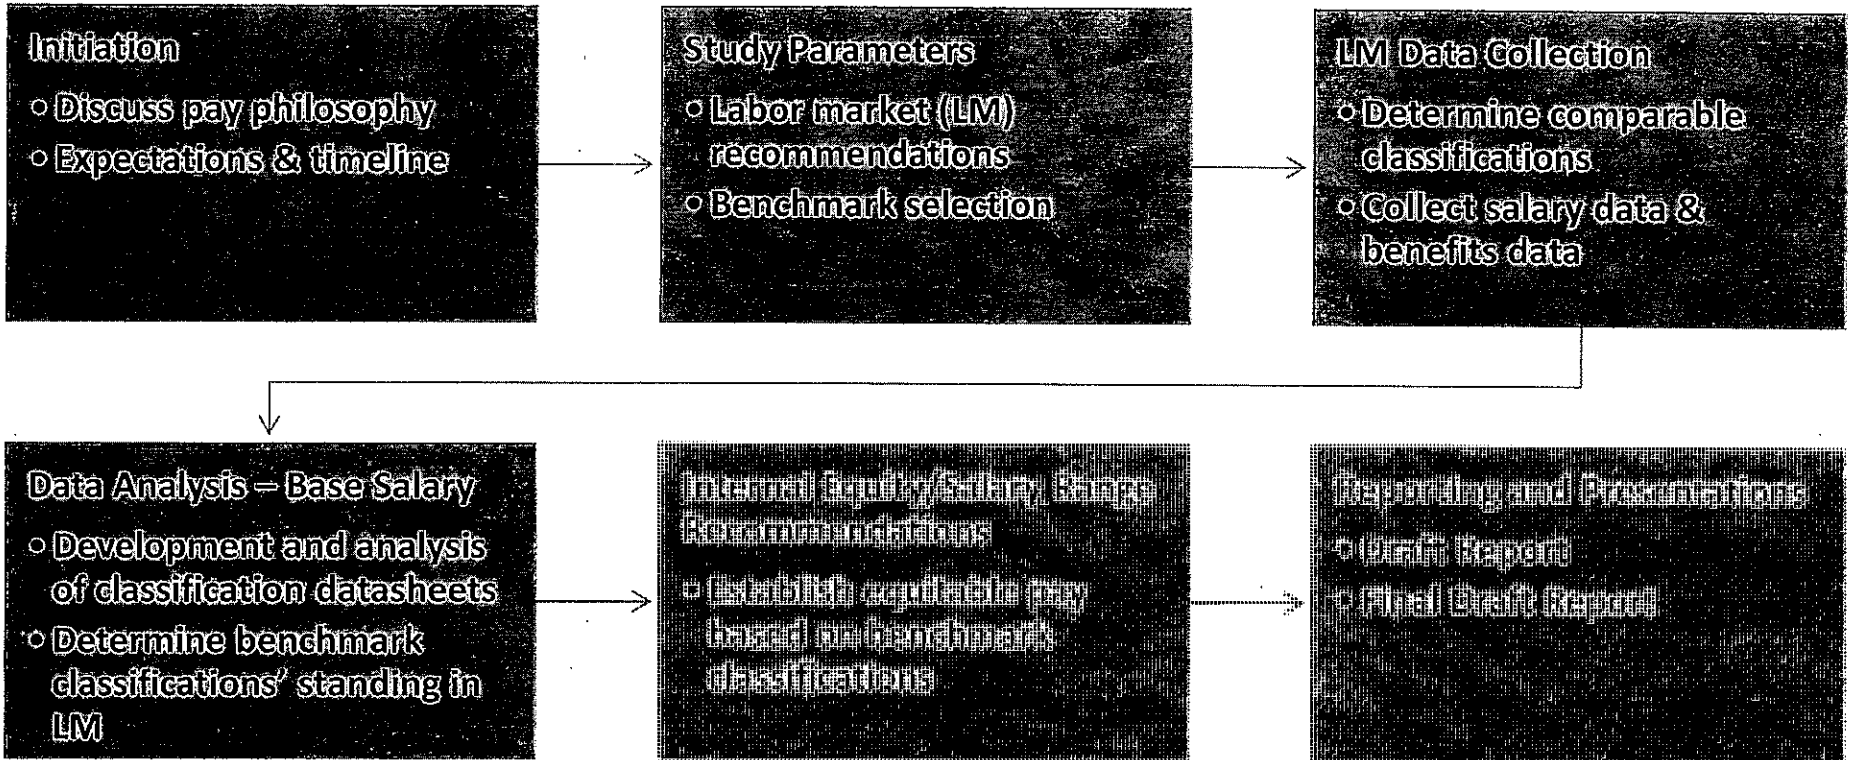 Initiation
○ Discuss pay philosophy
○ Expectations & timeline
Study Parameters
○ Labor market (LM)
recommendations
○ Benchmark selection
LM Data Collection
○ Determine comparable
classifications
○ Collect salary data &
benefits data
Data Analysis – Base Salary
○ Development and analysis
of classification datasheets
○ Determine benchmark
classifications’ standing in
LM
Internal Equity/Salary Range
Recommendations
○ Establish equitable pay
based on benchmark
classifications
Reporting and Presentations
○ Draft Report
○ Final Draft Report